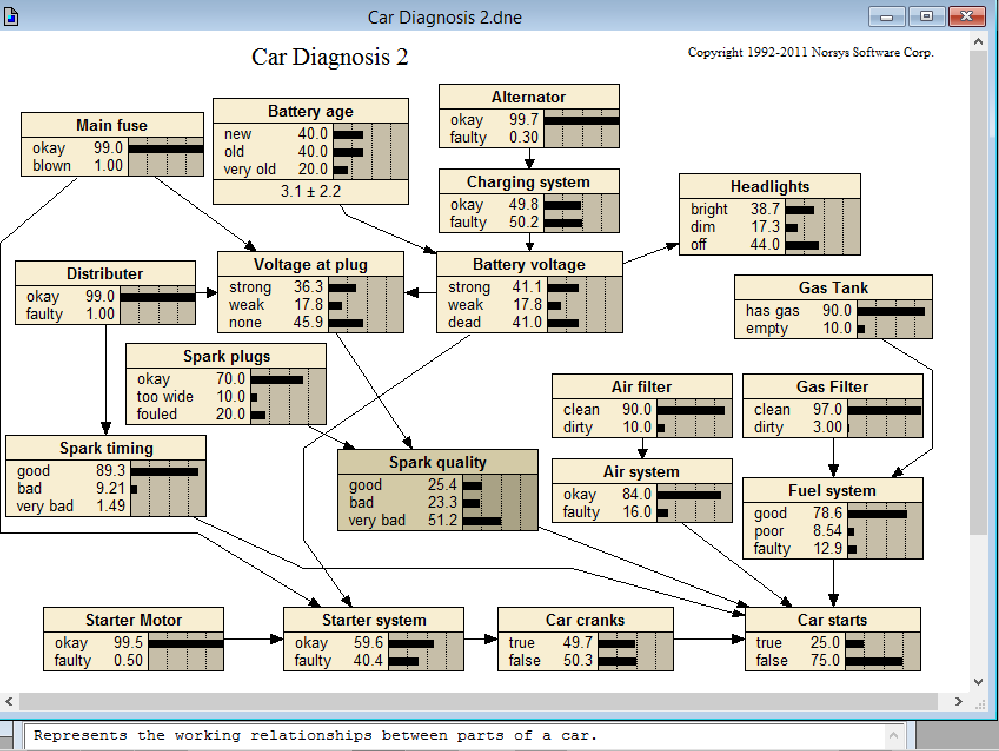 Car Diagnosis 2.dne
Car Diagnosis 2
Copyright 1992-2011 Norsys Software Corp.
Main fuse
okay 99.0
blown 1.00
Battery age
new 40.0
old 40.0
very old 20.0
3.1 ± 2.2
Alternator
okay 99.7
faulty 0.30
Charging system
okay 49.8
faulty 50.2
Headlights
bright 38.7
dim 17.3
off 44.0
Distributer
okay 99.0
faulty 1.00
Voltage at plug
strong 36.3
weak 17.8
none 45.9
Battery voltage
strong 41.1
weak 17.8
dead 41.0
Gas Tank
has gas 90.0
empty 10.0
Spark plugs
okay 70.0
too wide 10.0
fouled 20.0
Air filter
clean 90.0
dirty 10.0
Gas Filter
clean 97.0
dirty 3.00
Spark timing
good 89.3
bad 9.21
very bad 1.49
Spark quality
good 25.4
bad 23.3
very bad 51.2
Air system
okay 84.0
faulty 16.0
Fuel system
good 78.6
poor 8.54
faulty 12.9
Starter Motor
okay 99.5
faulty 0.50
Starter system
okay 59.6
faulty 40.4
Car cranks
true 49.7
false 50.3
Car starts
true 25.0
false 75.0
Represents the working relationships between parts of a car.